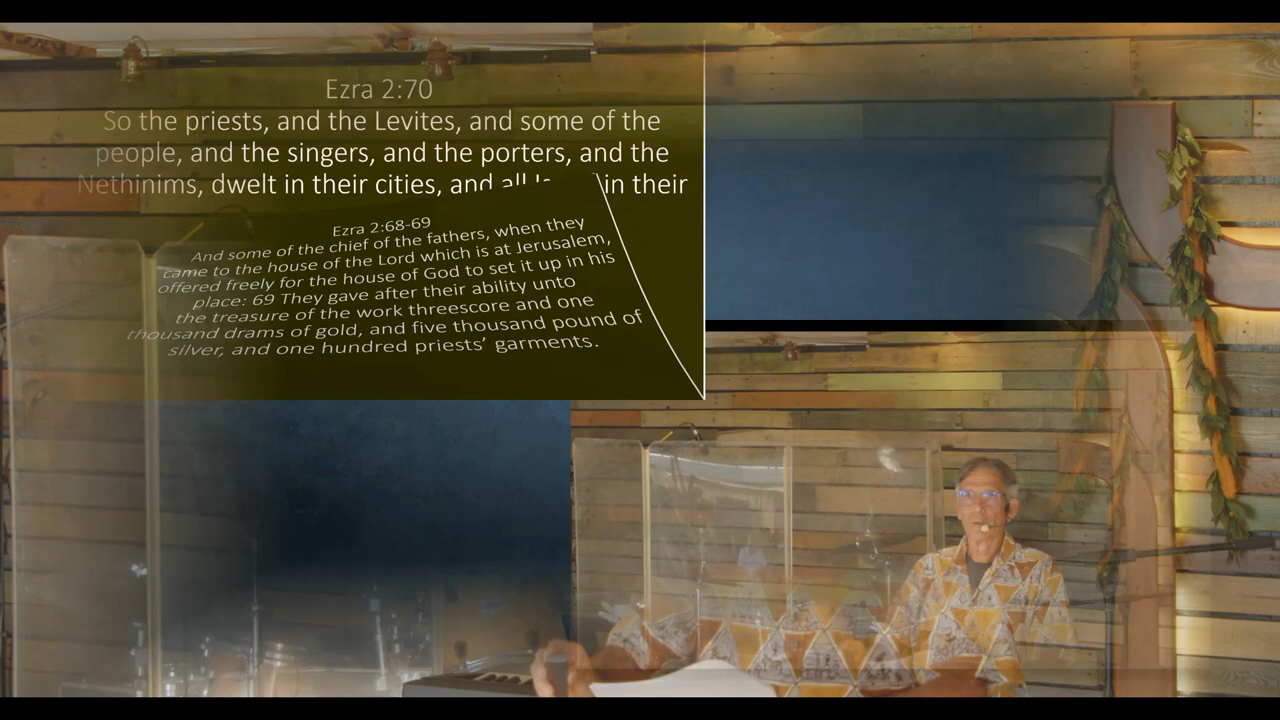 Ezra 2:70
So the priests, and the Levites, and some of the
people, and the singers, and the porters, and the
Nethinims, dwelt in their cities, and all in their
Ezra 2:68-69
And some of the chief of the fathers, when they
came to the house of the Lord which is at Jerusalem,
offered freely for the house of God to set it up in his
place: 69 They gave after their ability unto
the treasure of the work threescore and one
thousand drams of gold, and five thousand pound of
silver, and one hundred priests’ garments.